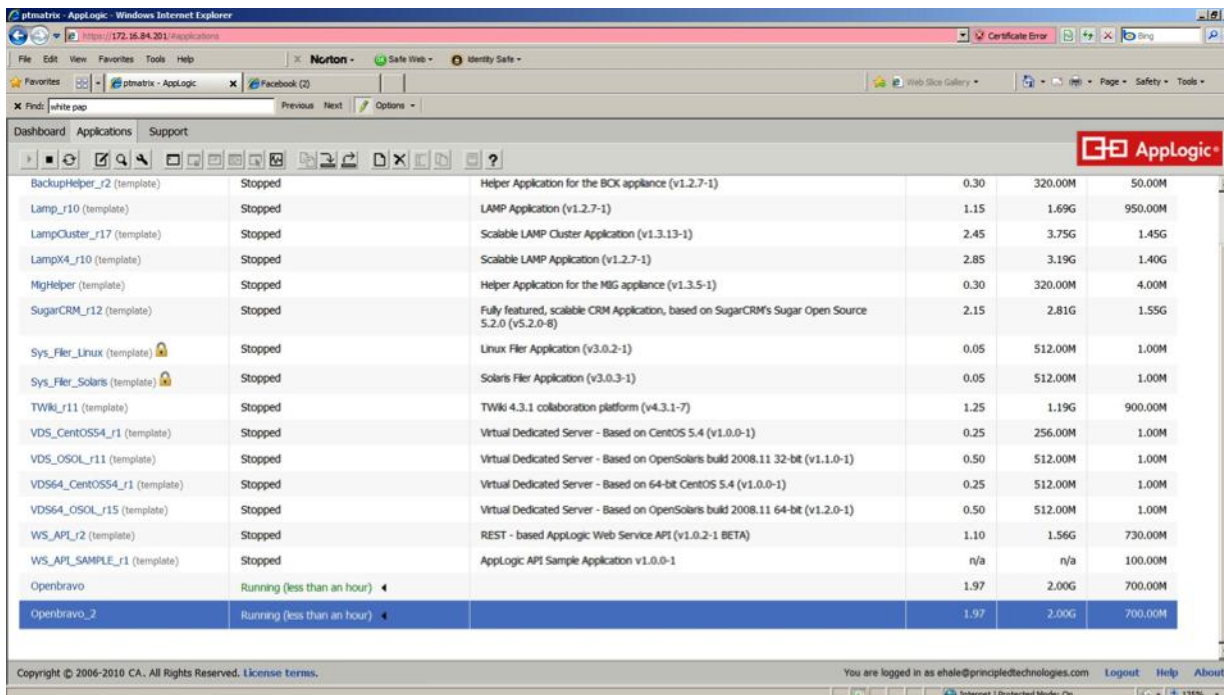 ptmatrix - AppLogic - Windows Internet Explorer
https://172.16.84.201/#applications
Certificate Error
Bing
File Edit View Favorites Tools Help
Norton - Safe Web - Identity Safe -
Favorites ptmatrix - AppLogic Facebook (2)
Web Slice Gallery
Page Safety Tools
Find: white pap Previous Next Options
Dashboard Applications Support
AppLogic
BackupHelper_r2 (template) Stopped Helper Application for the BCK appliance (v1.2.7-1) 0.30 320.00M 50.00M
Lamp_r10 (template) Stopped LAMP Application (v1.2.7-1) 1.15 1.69G 950.00M
LampCluster_r17 (template) Stopped Scalable LAMP Cluster Application (v1.3.13-1) 2.45 3.75G 1.45G
LampX4_r10 (template) Stopped Scalable LAMP Application (v1.2.7-1) 2.85 3.19G 1.40G
MigHelper (template) Stopped Helper Application for the MIG appliance (v1.3.5-1) 0.30 320.00M 4.00M
SugarCRM_r12 (template) Stopped Fully featured, scalable CRM Application, based on SugarCRM's Sugar Open Source 2.15 2.81G 1.55G
5.2.0 (v5.2.0-8)
Sys_Filer_Linux (template) Stopped Linux Filer Application (v3.0.2-1) 0.05 512.00M 1.00M
Sys_Filer_Solaris (template) Stopped Solaris Filer Application (v3.0.3-1) 0.05 512.00M 1.00M
TWiki_r11 (template) Stopped TWiki 4.3.1 collaboration platform (v4.3.1-7) 1.25 1.19G 900.00M
VDS_CentOS54_r1 (template) Stopped Virtual Dedicated Server - Based on CentOS 5.4 (v1.0.0-1) 0.25 256.00M 1.00M
VDS_OSOL_r11 (template) Stopped Virtual Dedicated Server - Based on OpenSolaris build 2008.11 32-bit (v1.1.0-1) 0.50 512.00M 1.00M
VDS64_CentOS54_r1 (template) Stopped Virtual Dedicated Server - Based on 64-bit CentOS 5.4 (v1.0.0-1) 0.25 512.00M 1.00M
VDS64_OSOL_r15 (template) Stopped Virtual Dedicated Server - Based on OpenSolaris build 2008.11 64-bit (v1.2.0-1) 0.50 512.00M 1.00M
WS_API_r2 (template) Stopped REST - based AppLogic Web Service API (v1.0.2-1 BETA) 1.10 1.56G 730.00M
WS_API_SAMPLE_r1 (template) Stopped AppLogic API Sample Application v1.0.0-1 n/a n/a 100.00M
Openbravo Running (less than an hour) 1.97 2.00G 700.00M
Openbravo_2 Running (less than an hour) 1.97 2.00G 700.00M
Copyright © 2006-2010 CA. All Rights Reserved. License terms. You are logged in as ehale@principledtechnologies.com Logout Help About
Internet | Protected Mode: On 125%